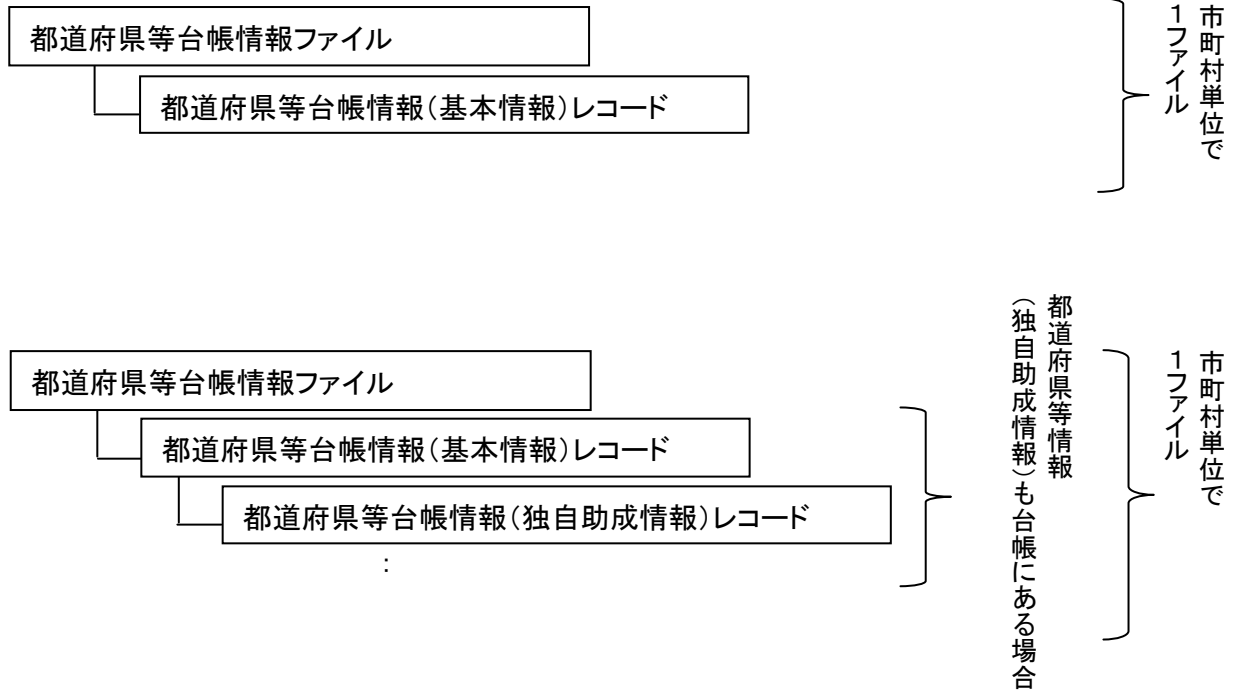 都道府県等台帳情報ファイル
都道府県等台帳情報(基本情報)レコード
市町村単位で
1ファイル
都道府県等台帳情報ファイル
都道府県等台帳情報(基本情報)レコード
都道府県等台帳情報(独自助成情報)レコード
:
都道府県等情報
(独自助成情報)も台帳にある場合
市町村単位で
1ファイル